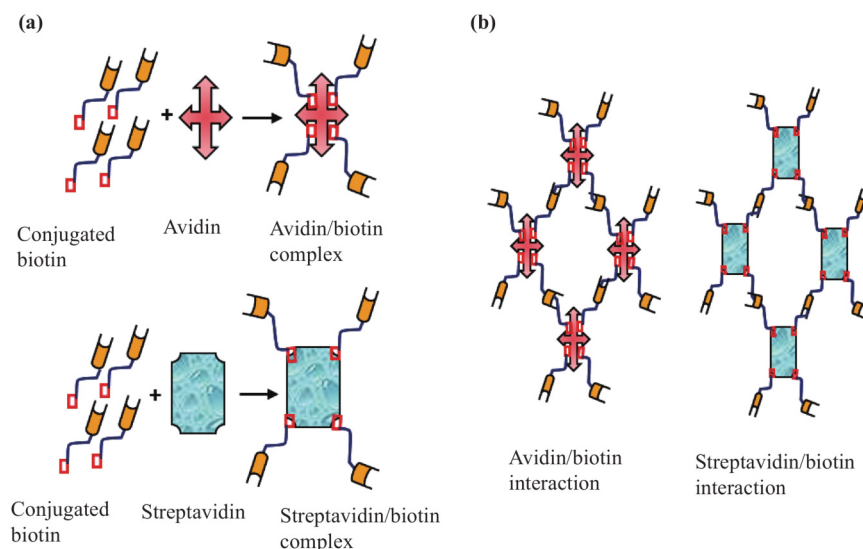 (a)
+
Conjugated
biotin
Avidin
Avidin/biotin
complex
+
Conjugated
biotin
Streptavidin
Streptavidin/biotin
complex
(b)
Avidin/biotin
interaction
Streptavidin/biotin
interaction